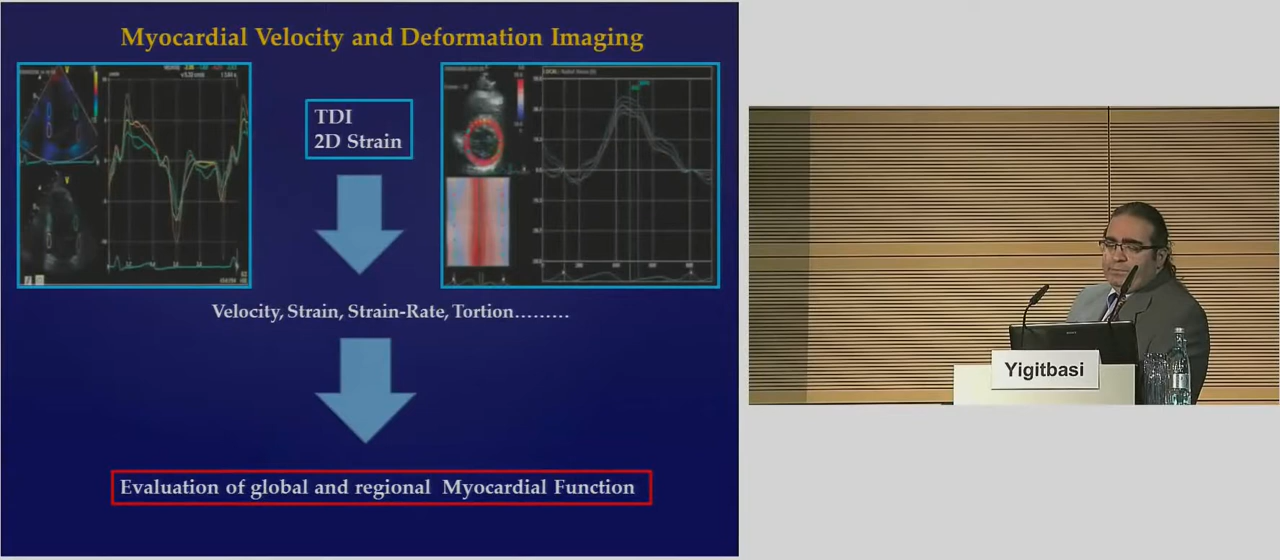 Myocardial Velocity and Deformation Imaging
TDI
2D Strain
Velocity, Strain, Strain-Rate, Tortion.........
Evaluation of global and regional Myocardial Function
Yigitbasi